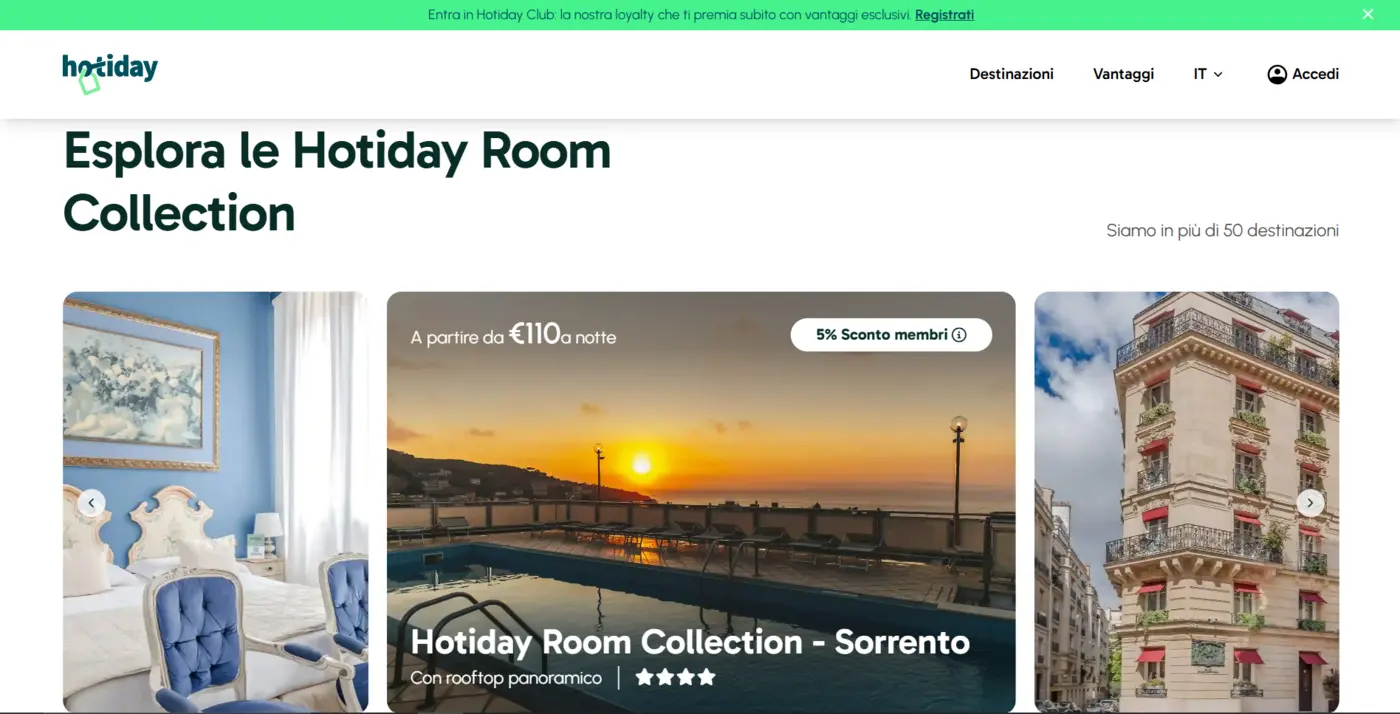 Entra in Hotiday Club: la nostra loyalty che ti premia subito con vantaggi esclusivi. Registrati
hotiday
Destinazioni
Vantaggi
IT
Accedi
Esplora le Hotiday Room
Collection
Siamo in più di 50 destinazioni
A partire da €110a notte
5% Sconto membri
Hotiday Room Collection - Sorrento
Con rooftop panoramico